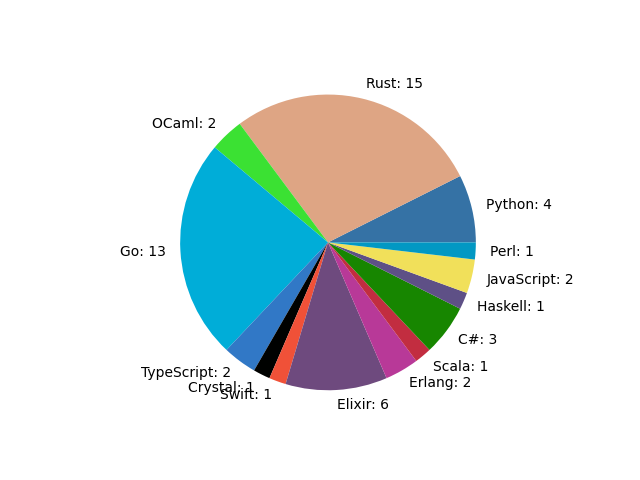 Rust: 15
OCaml: 2
Python: 4
Go: 13
Perl: 1
JavaScript: 2
Haskell: 1
C#: 3
Scala: 1
TypeScript: 2
Erlang: 2
Crystal: 1
Swift: 1
Elixir: 6